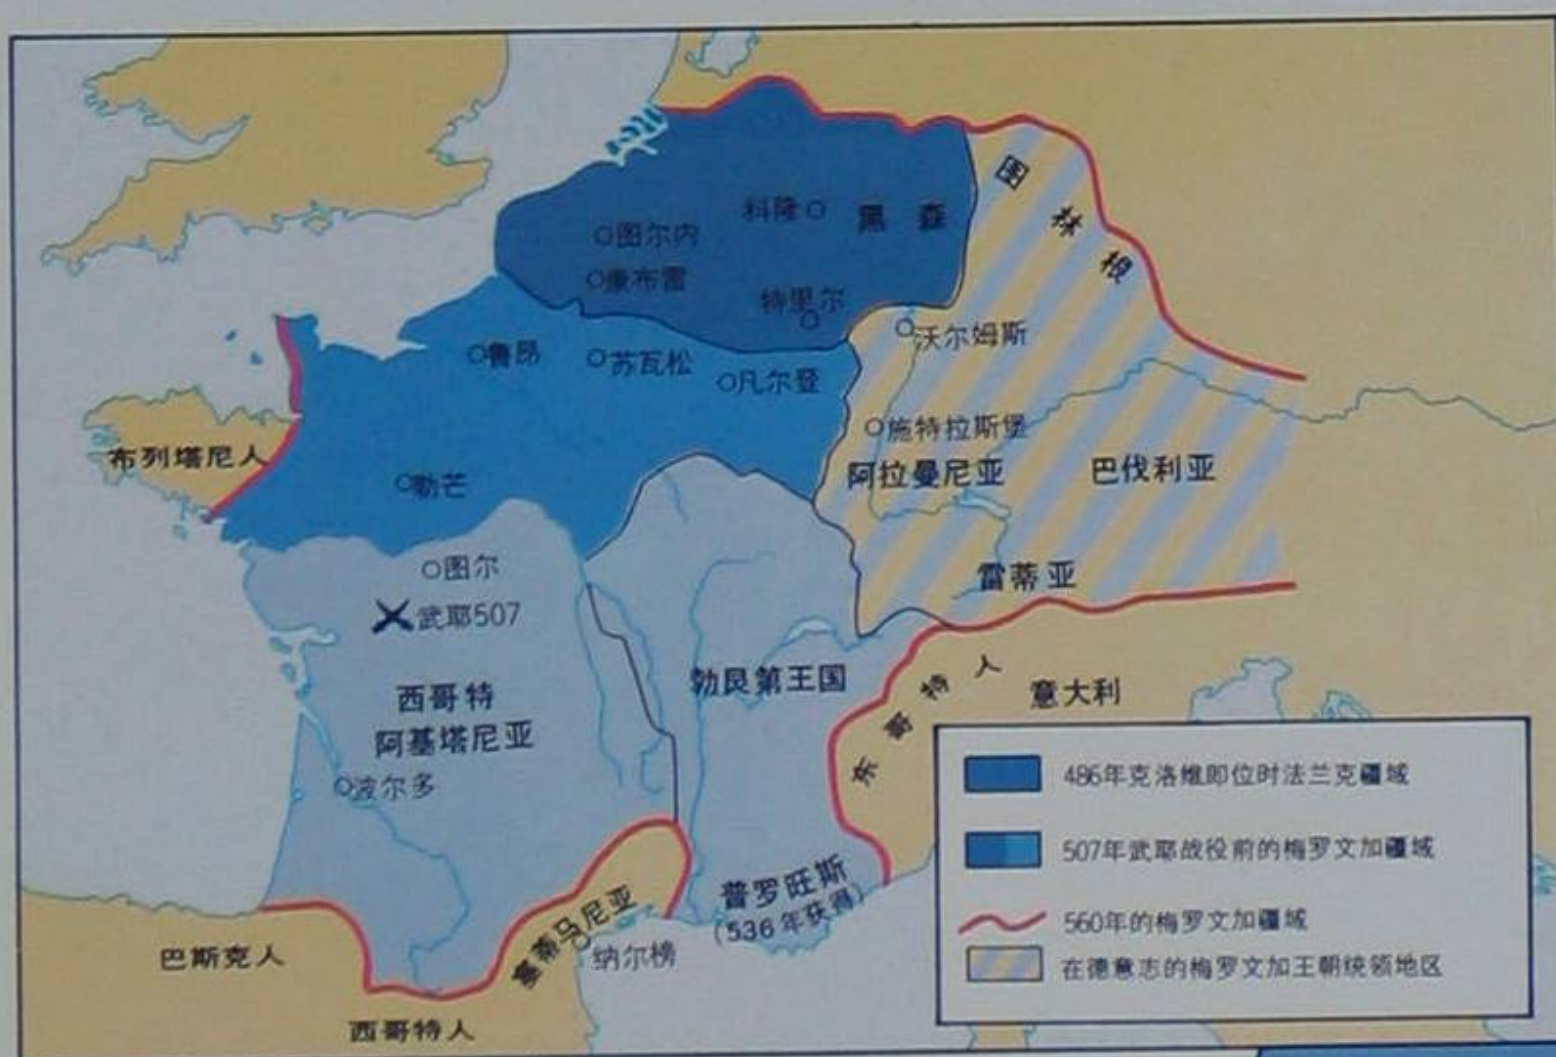 图林根
科隆
黑森
图尔内
康布雷
特里尔
沃尔姆斯
鲁昂
苏瓦松
凡尔登
施特拉斯堡
布列塔尼人
勒芒
阿拉曼尼亚
巴伐利亚
图尔
雷蒂亚
武耶507
勃艮第王国
西哥特
阿基塔尼亚
东哥特人
意大利
波尔多
486年克洛维即位时法兰克疆域
507年武耶战役前的梅罗文加疆域
560年的梅罗文加疆域
在德意志的梅罗文加王朝统领地区
普罗旺斯
(536年获得)
塞蒂马尼亚
纳尔榜
巴斯克人
西哥特人